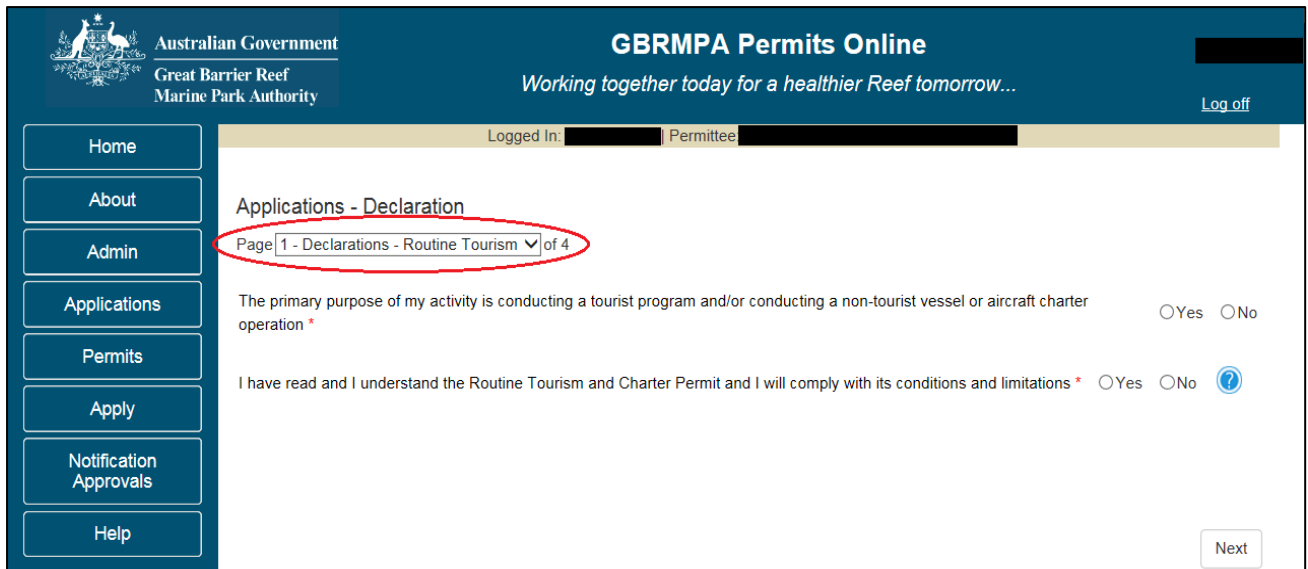 Australian Government
Great Barrier Reef
Marine Park Authority
GBRMPA Permits Online
Working together today for a healthier Reef tomorrow...
Log off
Logged In: | Permittee:
Home
About
Admin
Applications
Permits
Apply
Notification
Approvals
Help
Applications - Declaration
Page 1 - Declarations - Routine Tourism of 4
The primary purpose of my activity is conducting a tourist program and/or conducting a non-tourist vessel or aircraft charter
operation * Yes No
I have read and I understand the Routine Tourism and Charter Permit and I will comply with its conditions and limitations * Yes No ?
Next